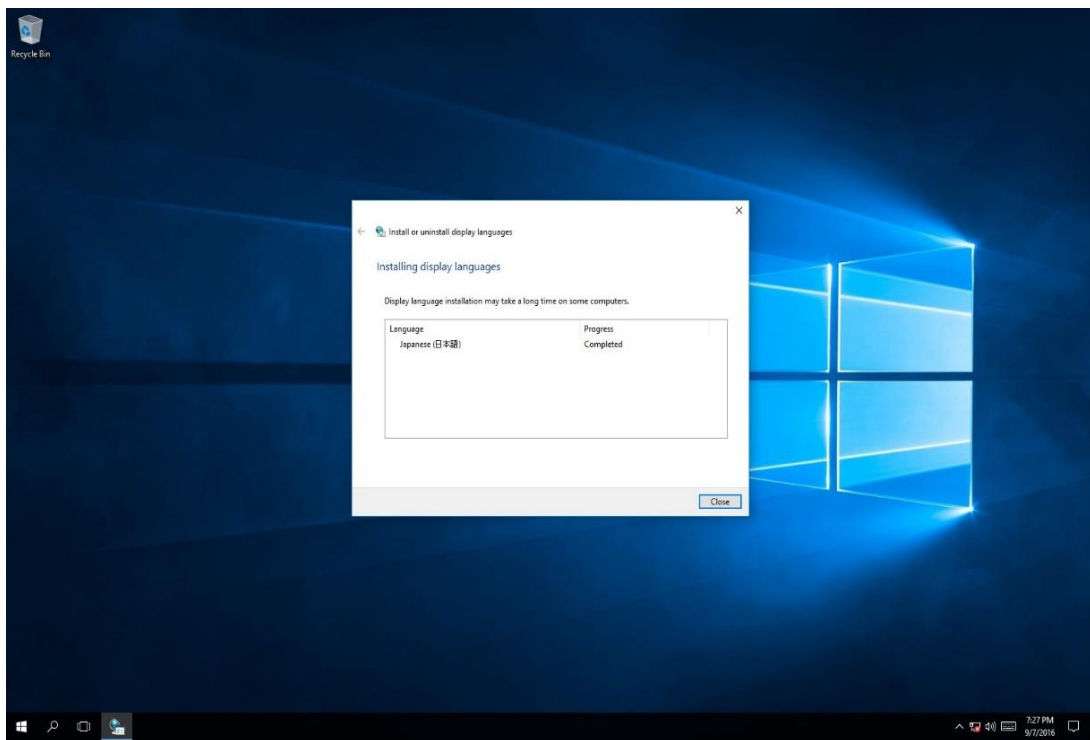 Recycle Bin
Install or uninstall display languages
Installing display languages
Display language installation may take a long time on some computers.
Language Progress
Japanese (日本語) Completed
Close
7:27 PM
9/7/2016